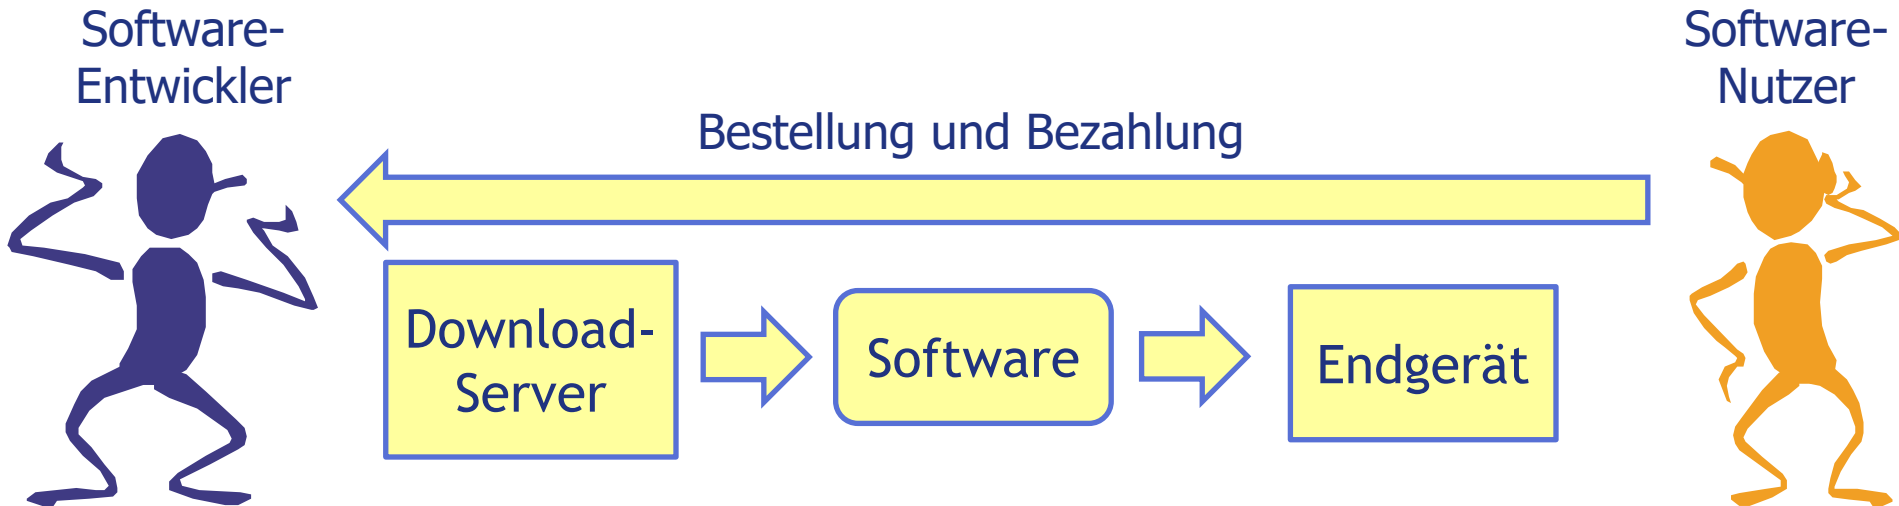 Software-
Entwickler
Software-
Nutzer
Bestellung und Bezahlung
Download-
Server
Software
Endgerät